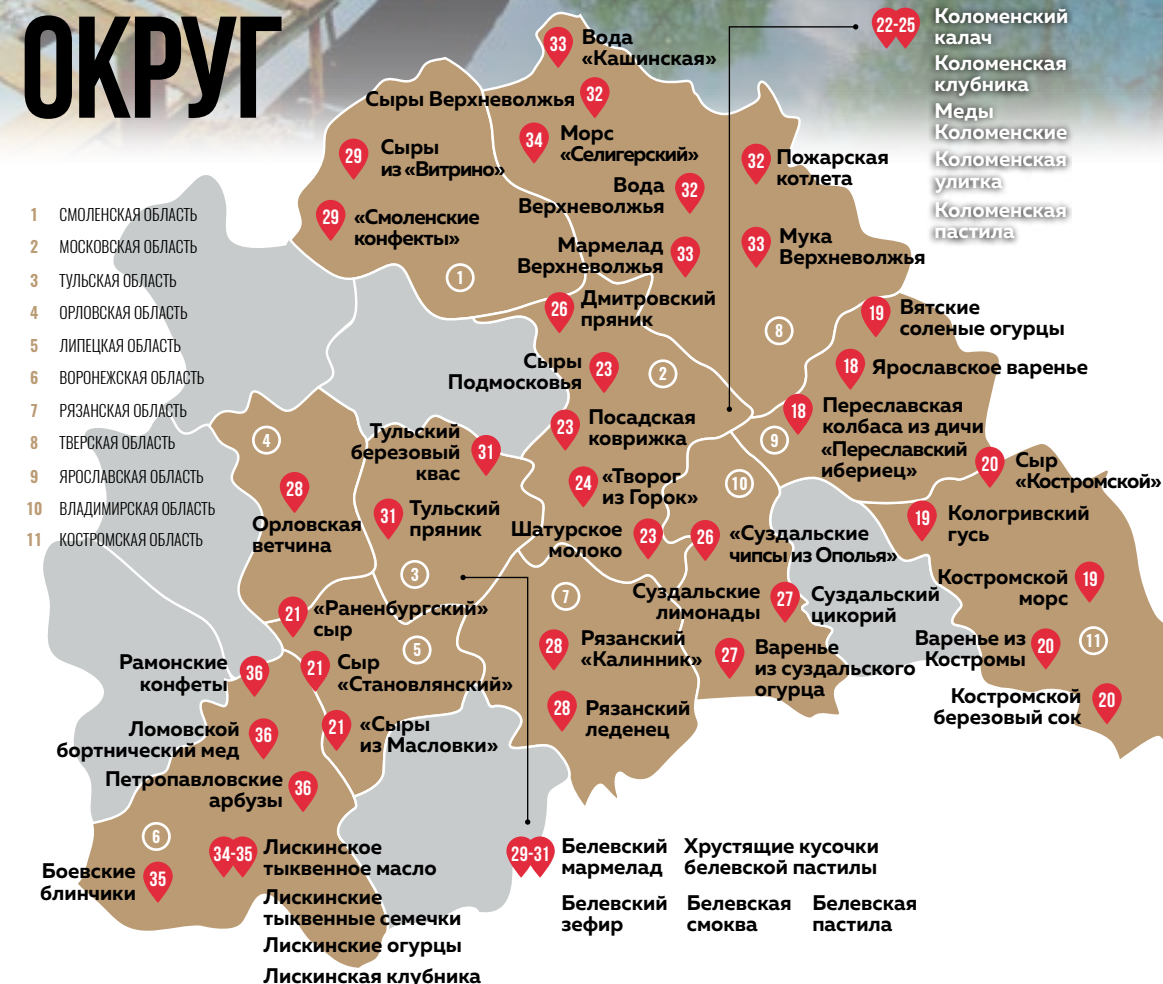 ОКРУГ
1 СМОЛЕНСКАЯ ОБЛАСТЬ
2 МОСКОВСКАЯ ОБЛАСТЬ
3 ТУЛЬСКАЯ ОБЛАСТЬ
4 ОРЛОВСКАЯ ОБЛАСТЬ
5 ЛИПЕЦКАЯ ОБЛАСТЬ
6 ВОРОНЕЖСКАЯ ОБЛАСТЬ
7 РЯЗАНСКАЯ ОБЛАСТЬ
8 ТВЕРСКАЯ ОБЛАСТЬ
9 ЯРОСЛАВСКАЯ ОБЛАСТЬ
10 ВЛАДИМИРСКАЯ ОБЛАСТЬ
11 КОСТРОМСКАЯ ОБЛАСТЬ
22-25
Коломенский
калач
Коломенская
клубника
Меды
Коломенские
Коломенская
улитка
Коломенская
пастила
33
Вода
«Кашинская»
Сыры Верхневолжья
32
29
Сыры
из «Витрино»
34
Морс
«Селигерский»
32
Пожарская
котлета
29
«Смоленские
конфекты»
Вода
Верхневолжья
32
Мармелад
Верхневолжья
33
33
Мука
Верхневолжья
1
26
Дмитровский
пряник
8
19
Вятские
соленые огурцы
Сыры
Подмосковья
23
2
18
Ярославское варенье
23
Посадская
коврижка
18
Переславская
колбаса из дичи
«Переславский
ибериец»
9
4
Тульский
березовый
квас
31
20
Сыр
«Костромской»
28
Орловская
ветчина
24
«Творог
из Горок»
10
31
Тульский
пряник
Шатурское
молоко
23
26
«Суздальские
чипсы из Ополья»
19
Кологривский
гусь
3
7
Суздальские
лимонады
27
Суздальский
цикорий
Костромской
морс
19
21
«Раненбургский»
сыр
5
28
Рязанский
«Калинник»
27
Варенье
из суздальского
огурца
Варенье из
Костромы
20
11
Рамонские
конфеты
36
21
Сыр
«Становлянский»
28
Рязанский
леденец
Костромской
березовый сок
20
Ломовской
бортнический мед
36
21
«Сыры
из Масловки»
Петропавловские
арбузы
36
6
Боевские
блинчики
35
34-35
Лискинское
тыквенное масло
Лискинские
тыквенные семечки
Лискинские огурцы
Лискинская клубника
29-31
Белевский
мармелад
Хрустящие кусочки
белевской пастилы
Белевский
зефир
Белевская
смоква
Белевская
пастила